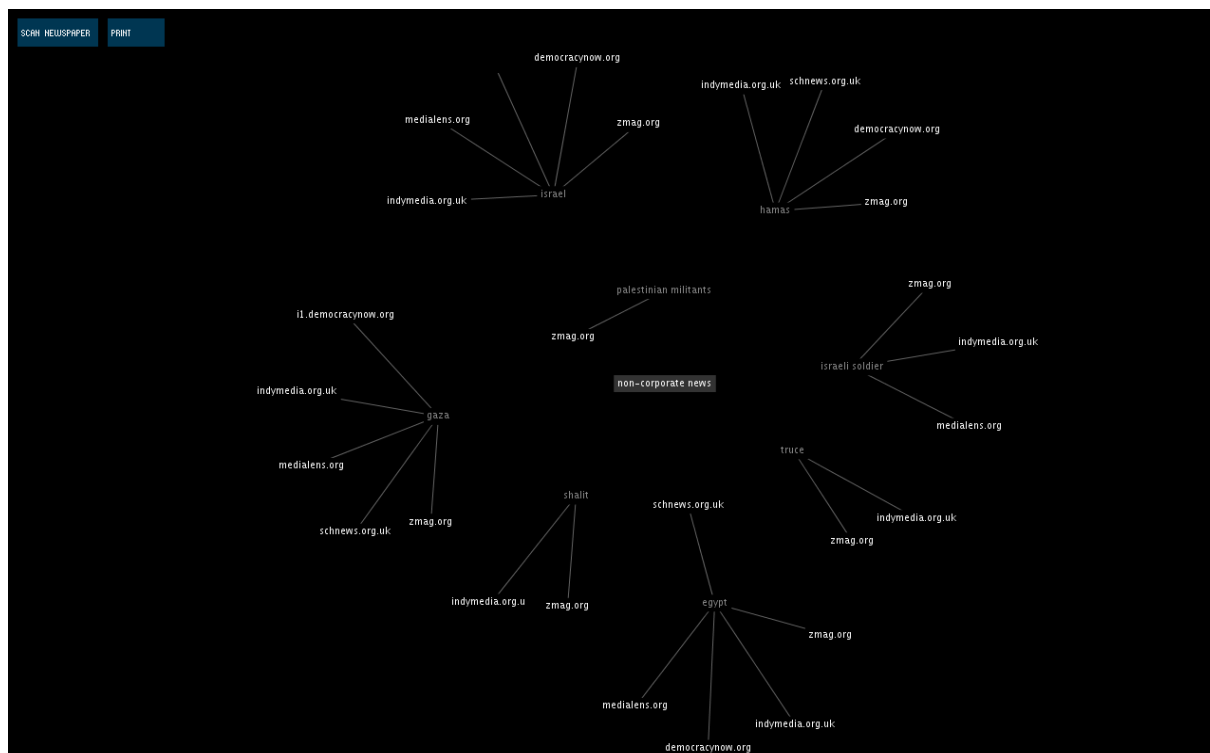 SCAN NEWSPAPER
PRINT
democracynow.org
medialens.org
zmag.org
indymedia.org.uk
israel
indymedia.org.uk
schnews.org.uk
democracynow.org
zmag.org
hamas
palestinian militants
zmag.org
non-corporate news
zmag.org
indymedia.org.uk
israeli soldier
medialens.org
i1.democracynow.org
indymedia.org.uk
gaza
medialens.org
schnews.org.uk
zmag.org
truce
indymedia.org.uk
zmag.org
shalit
indymedia.org.u
zmag.org
schnews.org.uk
egypt
zmag.org
medialens.org
indymedia.org.uk
democracynow.org